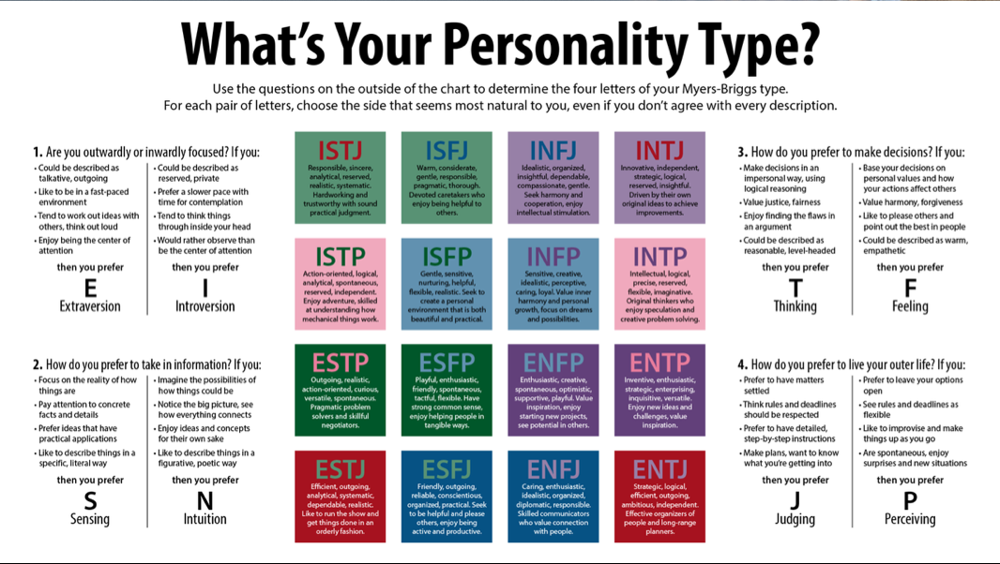 What's Your Personality Type?
Use the questions on the outside of the chart to determine the four letters of your Myers-Briggs type.
For each pair of letters, choose the side that seems most natural to you, even if you don't agree with every description.
1. Are you outwardly or inwardly focused? If you:
• Could be described as
talkative, outgoing
• Like to be in a fast-paced
environment
• Tend to work out ideas with
others, think out loud
• Enjoy being the center of
attention
then you prefer
E
Extraversion
• Could be described as
reserved, private
• Prefer a slower pace with
time for contemplation
• Tend to think things
through inside your head
• Would rather observe than
be the center of attention
then you prefer
I
Introversion
2. How do you prefer to take in information? If you:
• Focus on the reality of how
things are
• Pay attention to concrete
facts and details
• Prefer ideas that have
practical applications
• Like to describe things in a
specific, literal way
then you prefer
S
Sensing
• Imagine the possibilities of
how things could be
• Notice the big picture, see
how everything connects
• Enjoy ideas and concepts
for their own sake
• Like to describe things in a
figurative, poetic way
then you prefer
N
Intuition
ISTJ
Responsible, sincere,
analytical, reserved,
realistic, systematic.
Hardworking and
trustworthy with sound
practical judgment.
ISFJ
Warm, considerate,
gentle, responsible,
pragmatic, thorough.
Devoted caretakers who
enjoy being helpful to
others.
INFJ
Idealistic, organized,
insightful, dependable,
compassionate, gentle.
Seek harmony and
cooperation, enjoy
intellectual stimulation.
INTJ
Innovative, independent,
strategic, logical,
reserved, insightful.
Driven by their own
original ideas to achieve
improvements.
ISTP
Action-oriented, logical,
analytical, spontaneous,
reserved, independent.
Enjoy adventure, skilled
at understanding how
mechanical things work.
ISFP
Gentle, sensitive,
nurturing, helpful,
flexible, realistic. Seek to
create a personal
environment that is both
beautiful and practical.
INFP
Sensitive, creative,
idealistic, perceptive,
caring, loyal. Value inner
harmony and personal
growth, focus on dreams
and possibilities.
INTP
Intellectual, logical,
precise, reserved,
flexible, imaginative.
Original thinkers who
enjoy speculation and
creative problem solving.
ESTP
Outgoing, realistic,
action-oriented, curious,
versatile, spontaneous.
Pragmatic problem
solvers and skillful
negotiators.
ESFP
Playful, enthusiastic,
friendly, spontaneous,
tactful, flexible. Have
strong common sense,
enjoy helping people in
tangible ways.
ENFP
Enthusiastic, creative,
spontaneous, optimistic,
supportive, playful. Value
inspiration, enjoy
starting new projects,
see potential in others.
ENTP
Inventive, enthusiastic,
strategic, enterprising,
inquisitive, versatile.
Enjoy new ideas and
challenges, value
inspiration.
ESTJ
Efficient, outgoing,
analytical, systematic,
dependable, realistic.
Like to run the show and
get things done in an
orderly fashion.
ESFJ
Friendly, outgoing,
reliable, conscientious,
organized, practical. Seek
to be helpful and please
others, enjoy being
active and productive.
ENFJ
Caring, enthusiastic,
idealistic, organized,
diplomatic, responsible.
Skilled communicators
who value connection
with people.
ENTJ
Strategic, logical,
efficient, outgoing,
ambitious, independent.
Effective organizers of
people and long-range
planners.
3. How do you prefer to make decisions? If you:
• Make decisions in an
impersonal way, using
logical reasoning
• Value justice, fairness
• Enjoy finding the flaws in
an argument
• Could be described as
reasonable, level-headed
then you prefer
T
Thinking
• Base your decisions on
personal values and how
your actions affect others
• Value harmony, forgiveness
• Like to please others and
point out the best in people
• Could be described as warm,
empathetic
then you prefer
F
Feeling
4. How do you prefer to live your outer life? If you:
• Prefer to have matters
settled
• Think rules and deadlines
should be respected
• Prefer to have detailed,
step-by-step instructions
• Make plans, want to know
what you're getting into
then you prefer
J
Judging
• Prefer to leave your options
open
• See rules and deadlines as
flexible
• Like to improvise and make
things up as you go
• Are spontaneous, enjoy
surprises and new situations
then you prefer
P
Perceiving